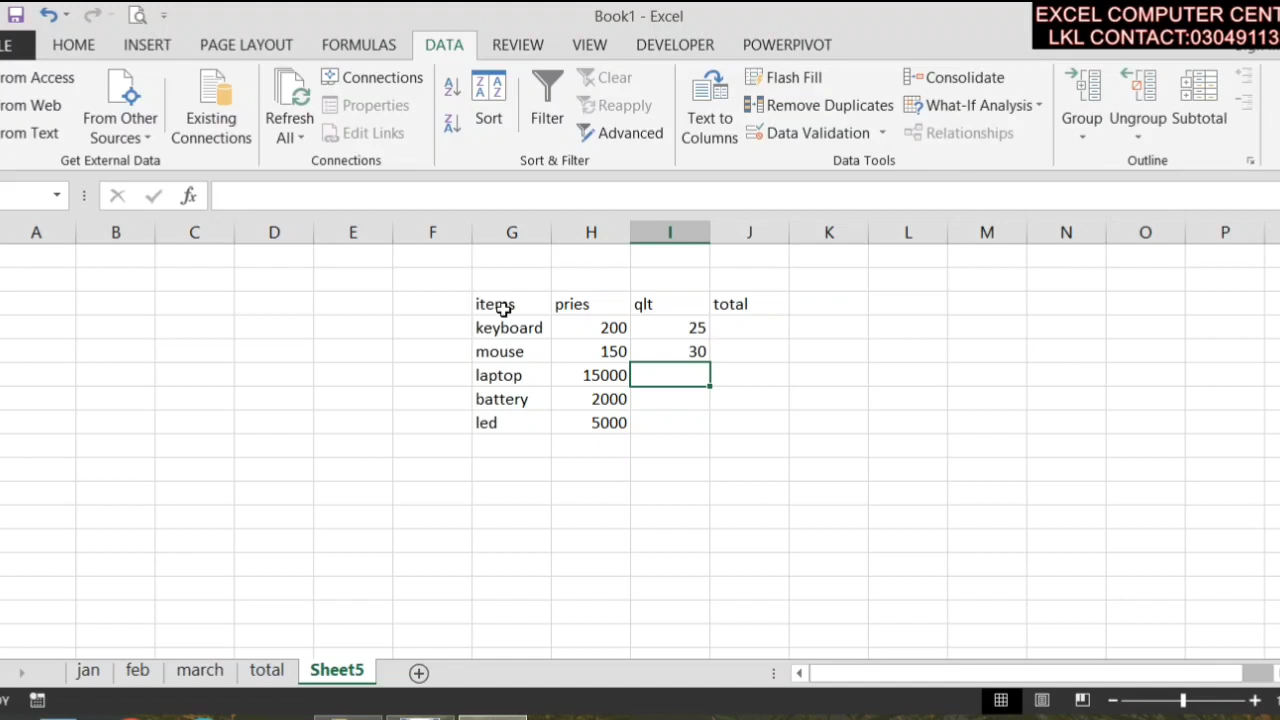 Book1 - Excel
EXCEL COMPUTER CENT
LKL CONTACT:03049113
LE HOME INSERT PAGE LAYOUT FORMULAS DATA REVIEW VIEW DEVELOPER POWERPIVOT
rom Access
rom Web
rom Text
From Other
Sources
Get External Data
Existing
Connections
Refresh
All
Connections
Properties
Edit Links
Connections
Sort
Filter
Clear
Reapply
Advanced
Sort & Filter
Text to
Columns
Flash Fill
Remove Duplicates
Data Validation
Consolidate
What-If Analysis
Relationships
Data Tools
Group
Ungroup
Subtotal
Outline
fx
A B C D E F G H I J K L M N O P
items pries qlt total
keyboard 200 25
mouse 150 30
laptop 15000
battery 2000
led 5000
jan feb march total Sheet5